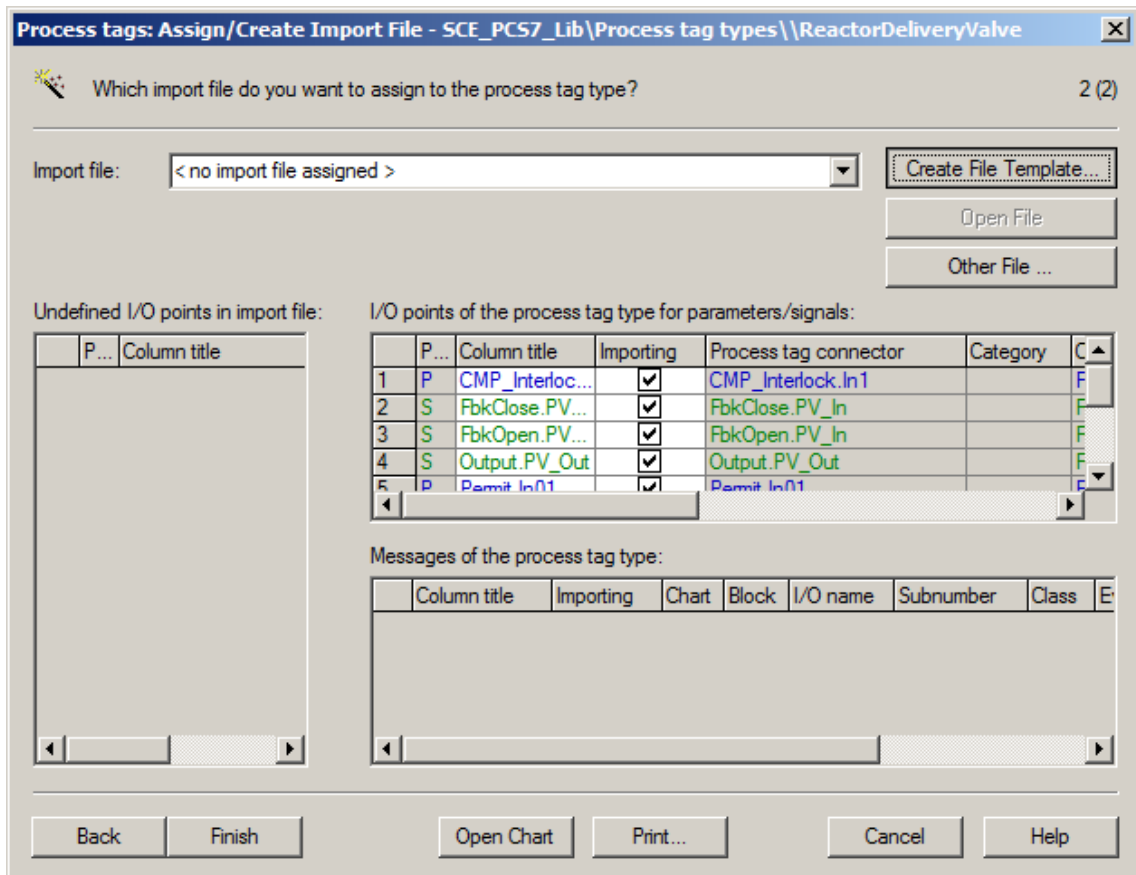 Process tags: Assign/Create Import File - SCE_PCS7_Lib\Process tag types\\ReactorDeliveryValve
Which import file do you want to assign to the process tag type? 2 (2)
Import file: < no import file assigned > Create File Template...
Open File
Other File ...
Undefined I/O points in import file: I/O points of the process tag type for parameters/signals:
P... Column title
P... Column title Importing Process tag connector Category
1 P CMP_Interloc... CMP_Interlock.In1
2 S FbkClose.PV... FbkClose.PV_In
3 S FbkOpen.PV... FbkOpen.PV_In
4 S Output.PV_Out Output.PV_Out
5 P Permit.In01 Permit.In01
Messages of the process tag type:
Column title Importing Chart Block I/O name Subnumber Class
Back Finish Open Chart Print... Cancel Help